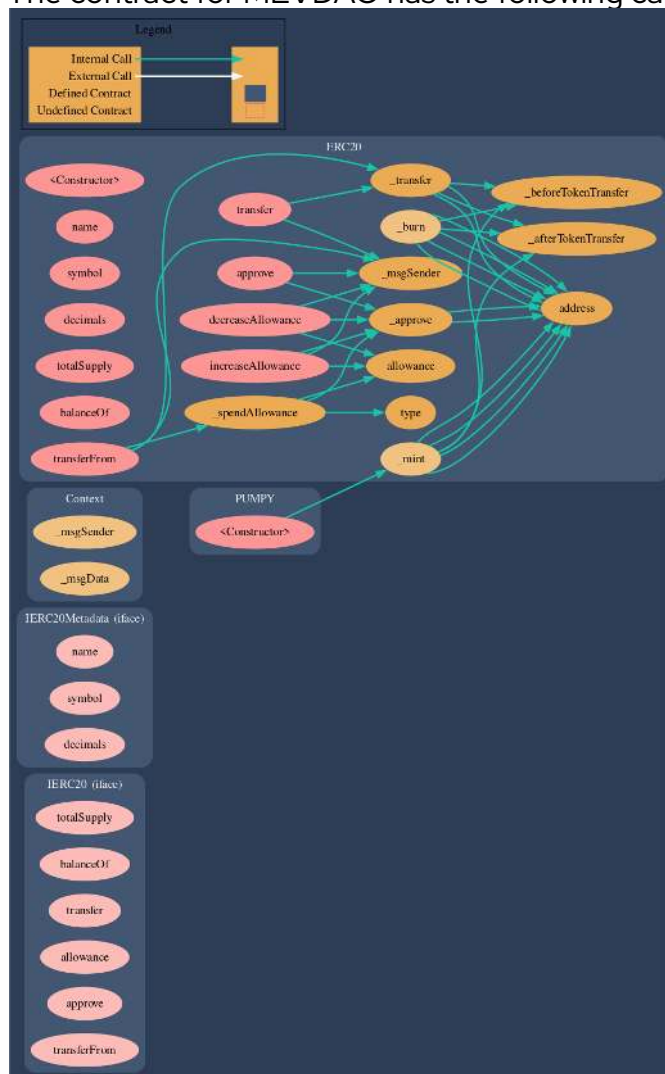 The contract for MEVDAO has the following ca
Legend
Internal Call
External Call
Defined Contract
Undefined Contract
ERC20
<Constructor>
name
symbol
decimals
totalSupply
balanceOf
transferFrom
transfer
approve
decreaseAllowance
increaseAllowance
_spendAllowance
_transfer
_burn
_msgSender
_approve
allowance
type
_mint
_beforeTokenTransfer
_afterTokenTransfer
address
Context
_msgSender
_msgData
PUMPY
<Constructor>
IERC20Metadata (iface)
name
symbol
decimals
IERC20 (iface)
totalSupply
balanceOf
transfer
allowance
approve
transferFrom